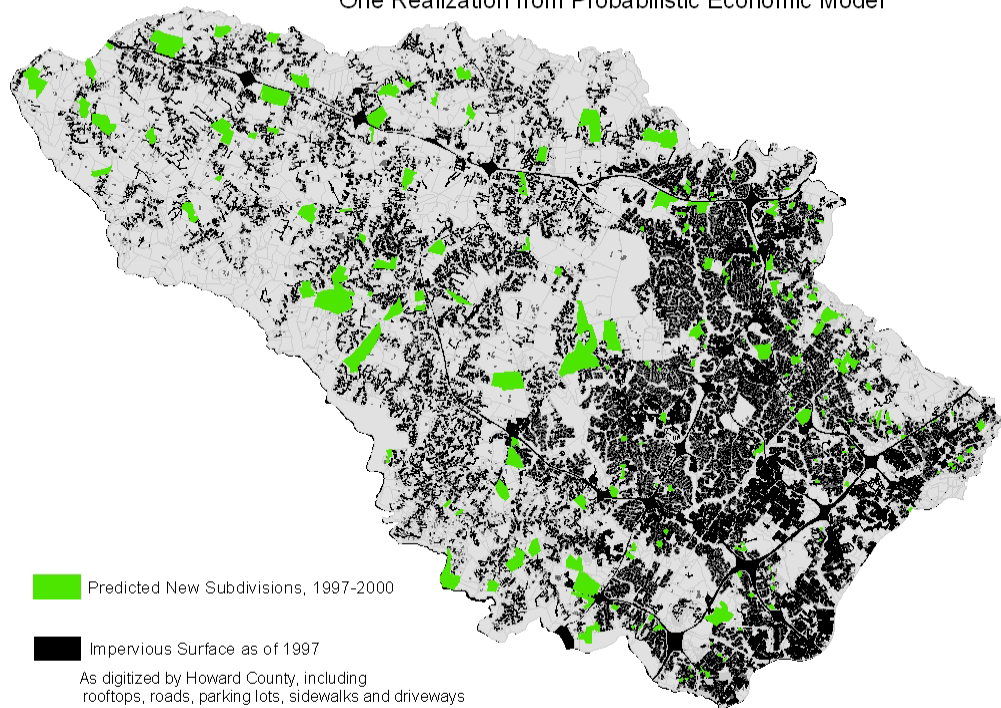 One Realization from Probabilistic Economic Model
Predicted New Subdivisions, 1997-2000
Impervious Surface as of 1997
As digitized by Howard County, including
rooftops, roads, parking lots, sidewalks and driveways